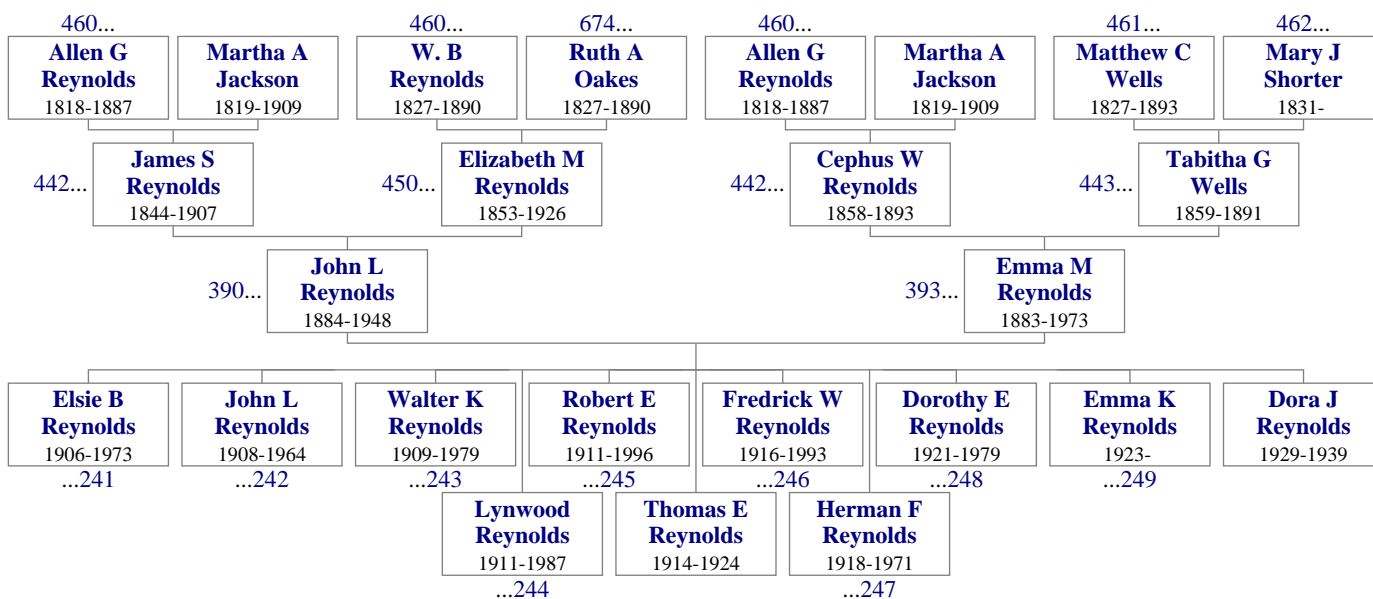 460... 460... 674... 460... 461... 462...
Allen G Martha A W. B Ruth A Allen G Martha A Matthew C Mary J
Reynolds Jackson Reynolds Oakes Reynolds Jackson Wells Shorter
1818-1887 1819-1909 1827-1890 1827-1890 1818-1887 1819-1909 1827-1893 1831-
James S Elizabeth M Cephus W Tabitha G
442... Reynolds 450... Reynolds 442... Reynolds 443... Wells
1844-1907 1853-1926 1858-1893 1859-1891
John L Emma M
390... Reynolds 393... Reynolds
1884-1948 1883-1973
Elsie B John L Walter K Robert E Fredrick W Dorothy E Emma K Dora J
Reynolds Reynolds Reynolds Reynolds Reynolds Reynolds Reynolds Reynolds
1906-1973 1908-1964 1909-1979 1911-1996 1916-1993 1921-1979 1923- 1929-1939
...241 ...242 ...243 ...245 ...246 ...248 ...249
Lynwood Thomas E Herman F
Reynolds Reynolds Reynolds
1911-1987 1914-1924 1918-1971
...244 ...247